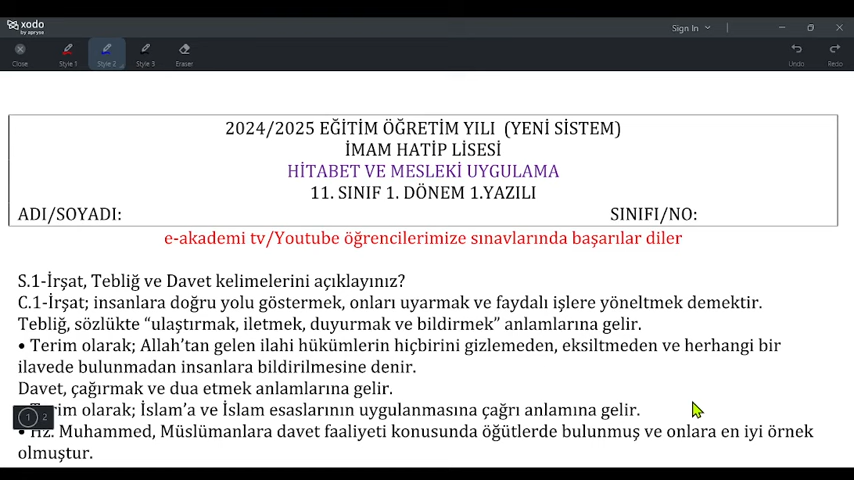 xodo
by apryse
Sign In
Close
Style 1
Style 2
Style 3
Eraser
Undo
Redo
2024/2025 EĞİTİM ÖĞRETİM YILI (YENİ SİSTEM)
İMAM HATİP LİSESİ
HİTABET VE MESLEKİ UYGULAMA
11. SINIF 1. DÖNEM 1.YAZILI
ADI/SOYADI: SINIFI/NO:
e-akademi tv/Youtube öğrencilerimize sınavlarında başarılar diler
S.1-İrşat, Tebliğ ve Davet kelimelerini açıklayınız?
C.1-İrşat; insanlara doğru yolu göstermek, onları uyarmak ve faydalı işlere yöneltmek demektir.
Tebliğ, sözlükte “ulaştırmak, iletmek, duyurmak ve bildirmek” anlamlarına gelir.
• Terim olarak; Allah’tan gelen ilahi hükümlerin hiçbirini gizlemeden, eksiltmeden ve herhangi bir
ilavede bulunmadan insanlara bildirilmesine denir.
Davet, çağırmak ve dua etmek anlamlarına gelir.
olarak; İslam’a ve İslam esaslarının uygulanmasına çağrı anlamına gelir.
1 2
• Hz. Muhammed, Müslümanlara davet faaliyeti konusunda öğütlerde bulunmuş ve onlara en iyi örnek
olmuştur.